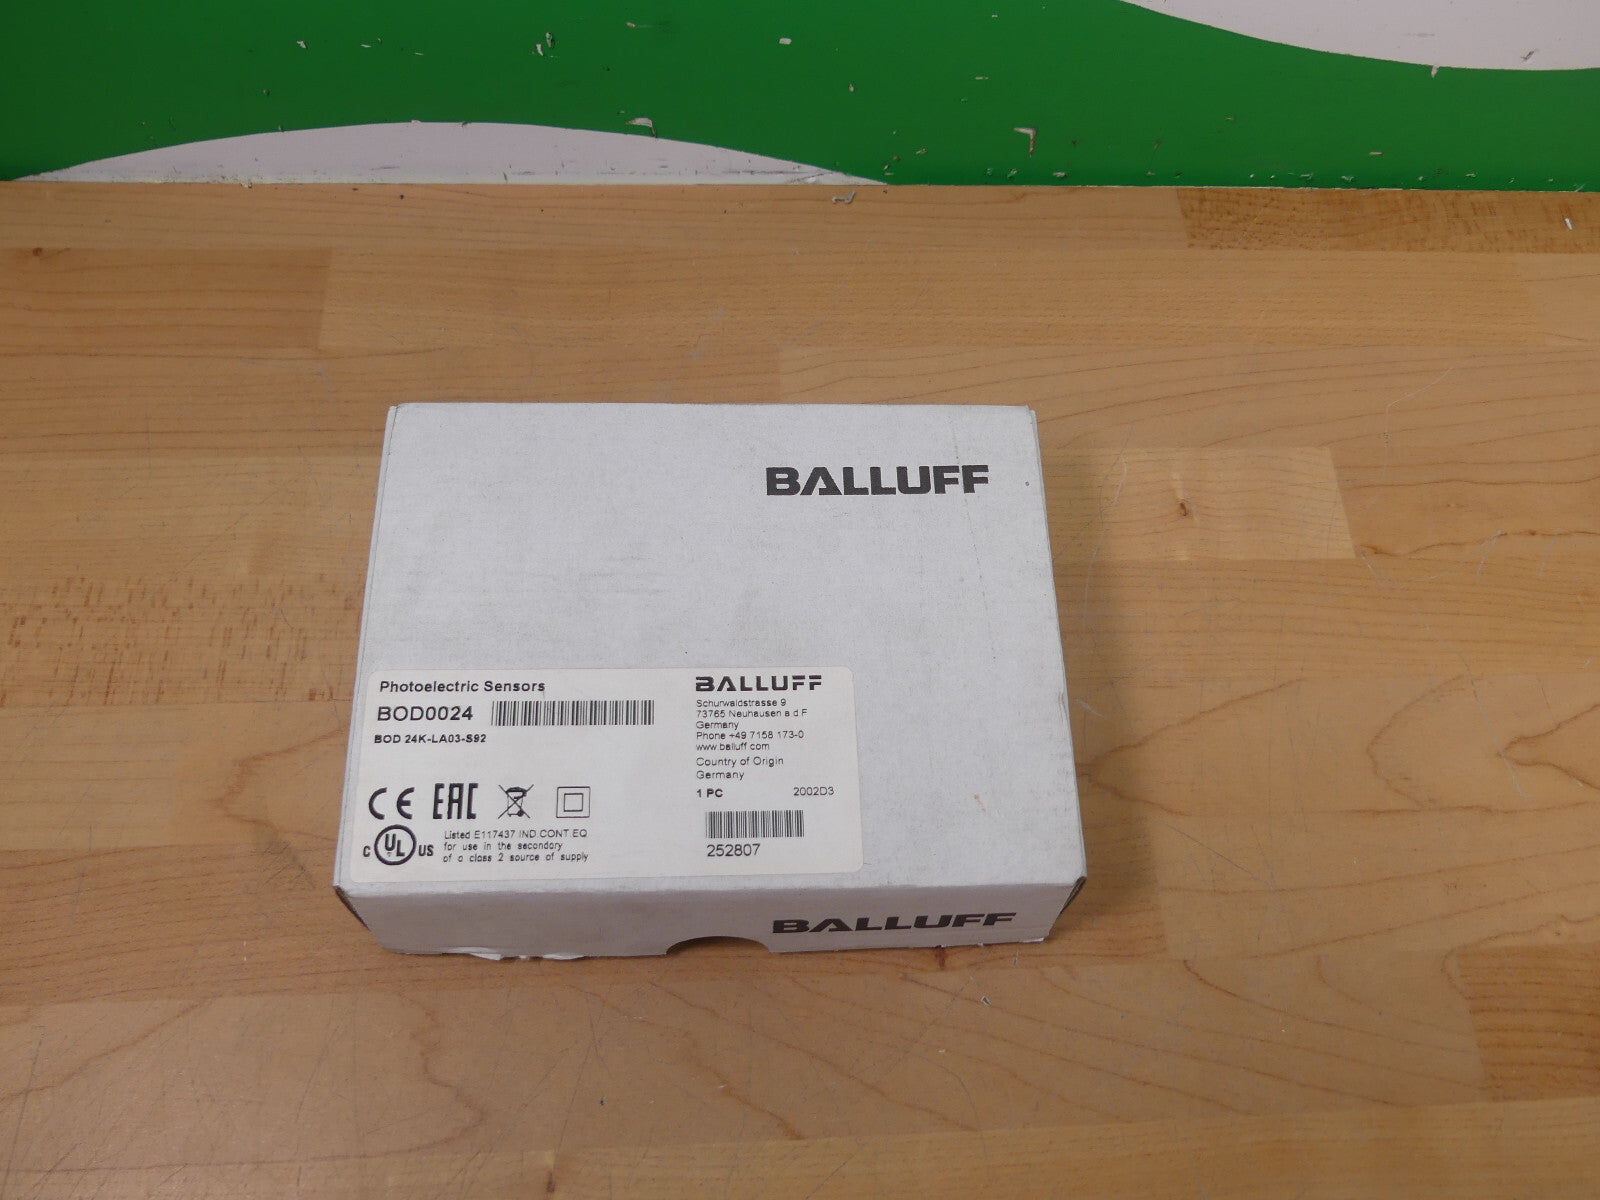 BALLUFF
Photoelectric Sensors
BOD0024
BOD 24K-LA03-S92
CE EAC
C UL US
Listed E117437 IND.CONT.EQ
for use in the secondary
of a class 2 source of supply
BALLUFF
Schurwaldstrasse 9
73765 Neuhausen a.d.F
Germany
Phone +49 7158 173-0
www.balluff.com
Country of Origin
Germany
1 PC 2002D3
252807
BALLUFF